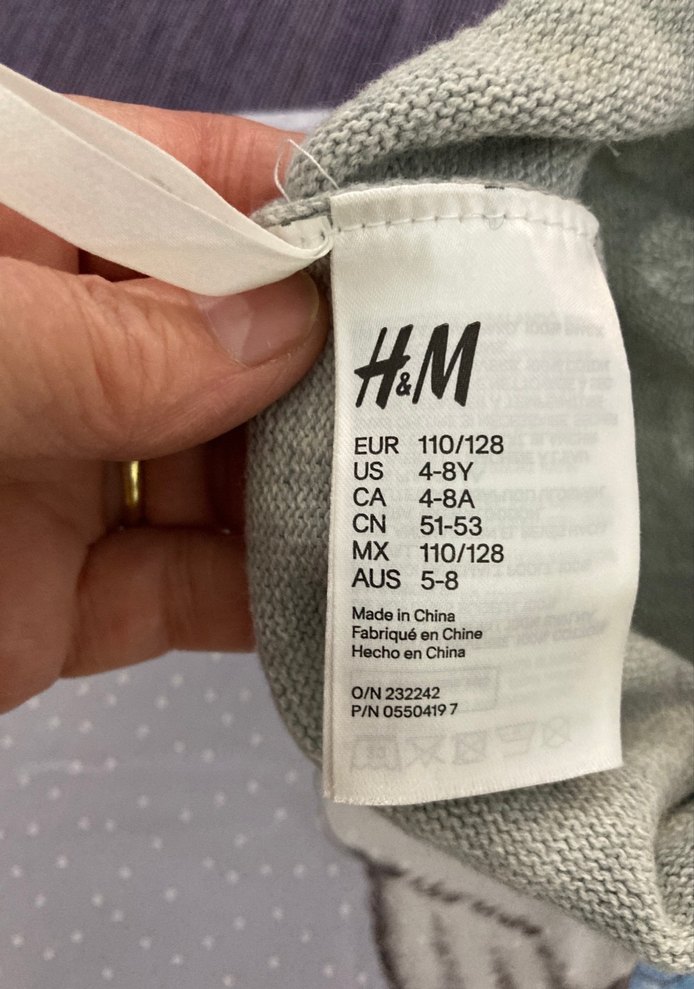 H&M
EUR 110/128
US 4-8Y
CA 4-8A
CN 51-53
MX 110/128
AUS 5-8
Made in China
Fabriqué en Chine
Hecho en China
O/N 232242
P/N 0550419 7